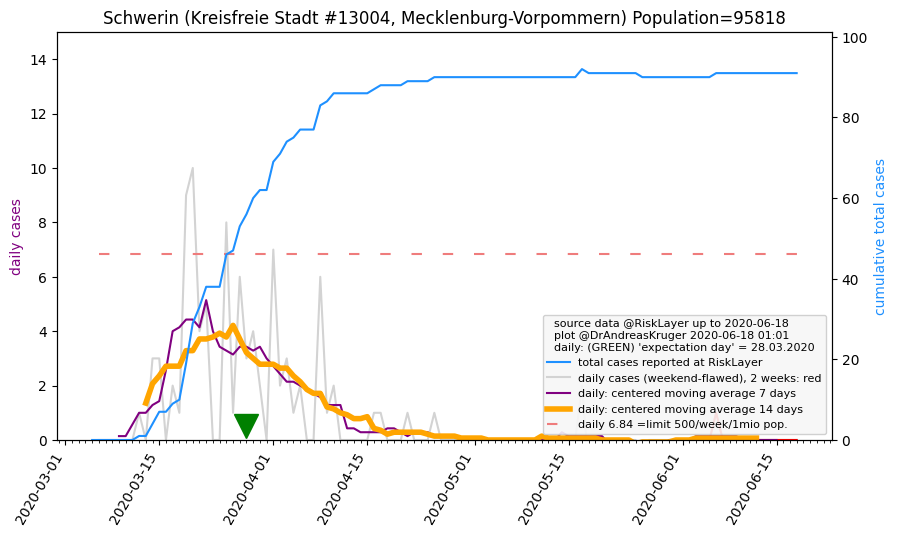 Schwerin (Kreisfreie Stadt #13004, Mecklenburg-Vorpommern) Population=95818
14
12
10
8
6
4
2
0
daily cases
100
80
60
40
20
0
cumulative total cases
source data @RiskLayer up to 2020-06-18
plot @DrAndreasKruger 2020-06-18 01:01
daily: (GREEN) 'expectation day' = 28.03.2020
total cases reported at RiskLayer
daily cases (weekend-flawed), 2 weeks: red
daily: centered moving average 7 days
daily: centered moving average 14 days
daily 6.84 =limit 500/week/1mio pop.
2020-03-01
2020-03-15
2020-04-01
2020-04-15
2020-05-01
2020-05-15
2020-06-01
2020-06-15